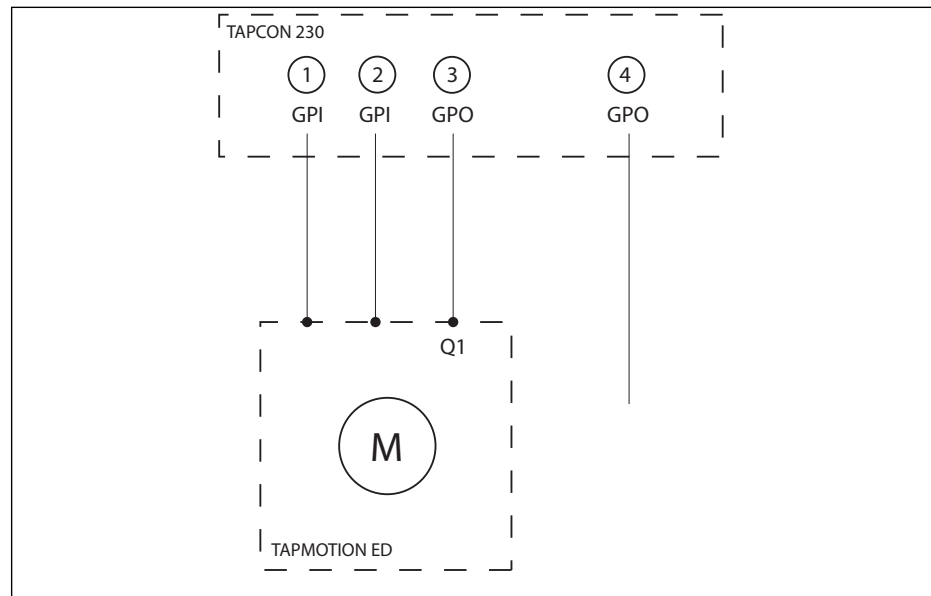 TAPCON 230
1 2 3 4
GPI GPI GPO GPO
Q1
M
TAPMOTION ED